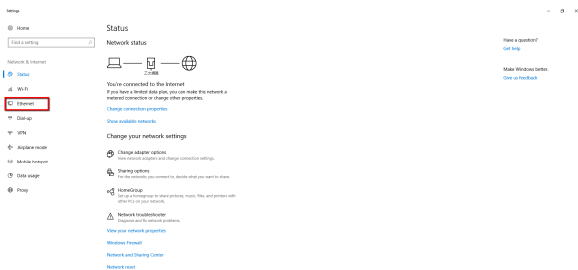 Settings
Home
Find a setting
Network & Internet
Status
Wi-Fi
Ethernet
Dial-up
VPN
Airplane mode
Mobile hotspot
Data usage
Proxy
Status
Network status
You're connected to the Internet
If you have a limited data plan, you can make this network a
metered connection or change other properties.
Change connection properties
Show available networks
Change your network settings
Change adapter options
View network adapters and change connection settings.
Sharing options
For the networks you connect to, decide what you want to share.
HomeGroup
Set up a homegroup to share pictures, music, files, and printers with
other PCs on your network.
Network troubleshooter
Diagnose and fix network problems.
View your network properties
Windows Firewall
Network and Sharing Center
Network reset
Have a question?
Get help
Make Windows better.
Give us feedback